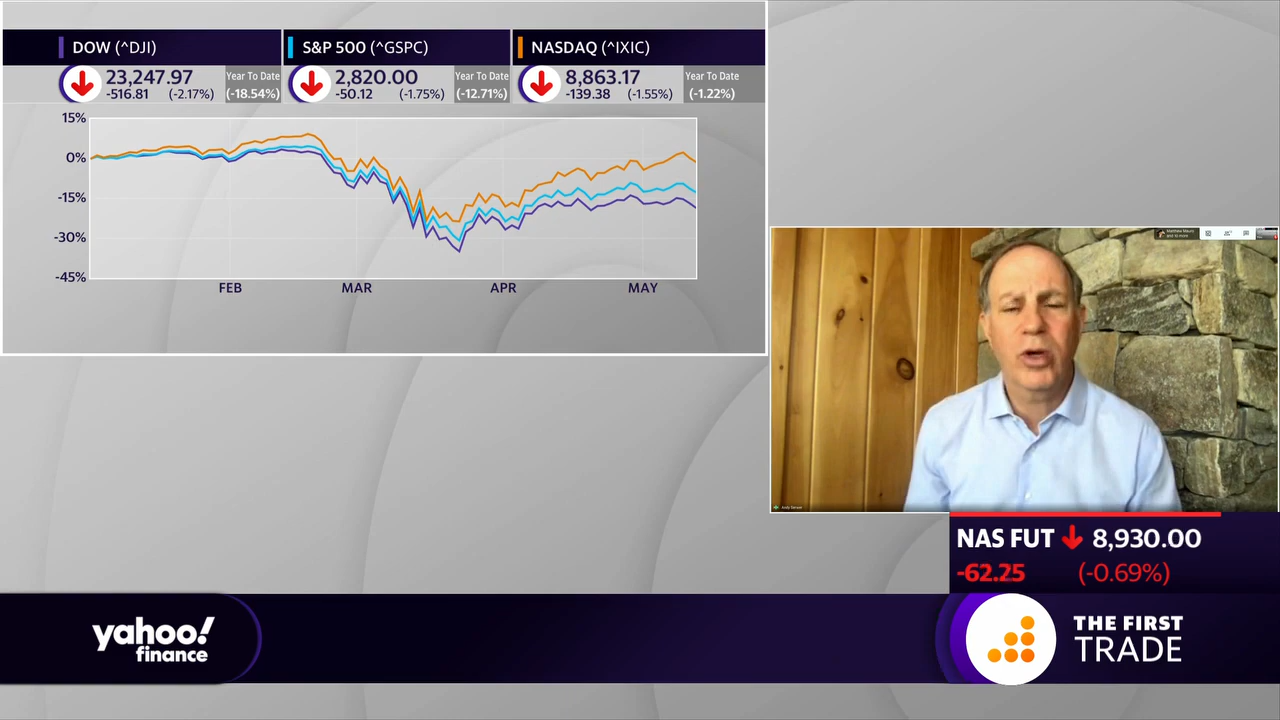 DOW (^DJI)
23,247.97
-516.81 (-2.17%)
Year To Date
(-18.54%)
S&P 500 (^GSPC)
2,820.00
-50.12 (-1.75%)
Year To Date
(-12.71%)
NASDAQ (^IXIC)
8,863.17
-139.38 (-1.55%)
Year To Date
(-1.22%)
15%
0%
-15%
-30%
-45%
FEB MAR APR MAY
NAS FUT 8,930.00
-62.25 (-0.69%)
yahoo!
finance
THE FIRST
TRADE